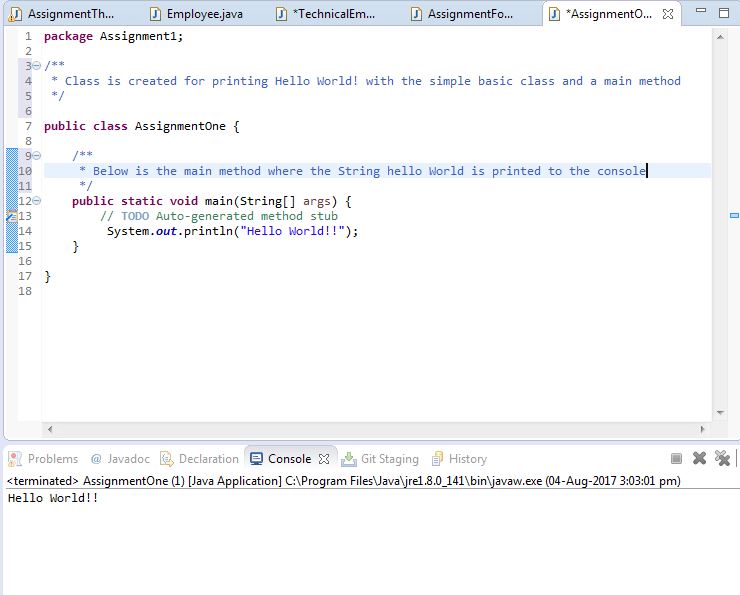 AssignmentTh... Employee.java *TechnicalEm... AssignmentFo... *AssignmentO...
1 package Assignment1;
2
3 /**
4  * Class is created for printing Hello World! with the simple basic class and a main method
5  */
6
7 public class AssignmentOne {
8
9     /**
10      * Below is the main method where the String hello World is printed to the console
11      */
12     public static void main(String[] args) {
13         // TODO Auto-generated method stub
14          System.out.println("Hello World!!");
15     }
16
17 }
18
Problems @ Javadoc Declaration Console Git Staging History
<terminated> AssignmentOne (1) [Java Application] C:\Program Files\Java\jre1.8.0_141\bin\javaw.exe (04-Aug-2017 3:03:01 pm)
Hello World!!